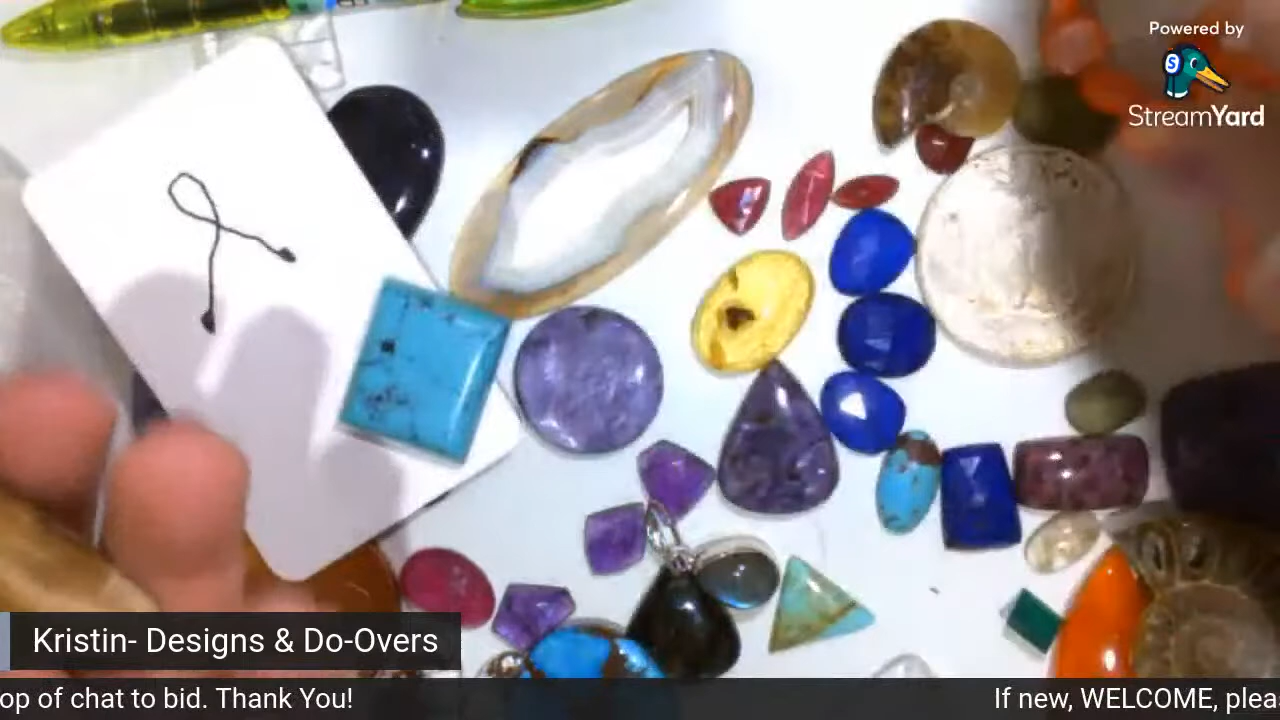 Powered by
S
StreamYard
Kristin- Designs & Do-Overs
op of chat to bid. Thank You!
If new, WELCOME, plea